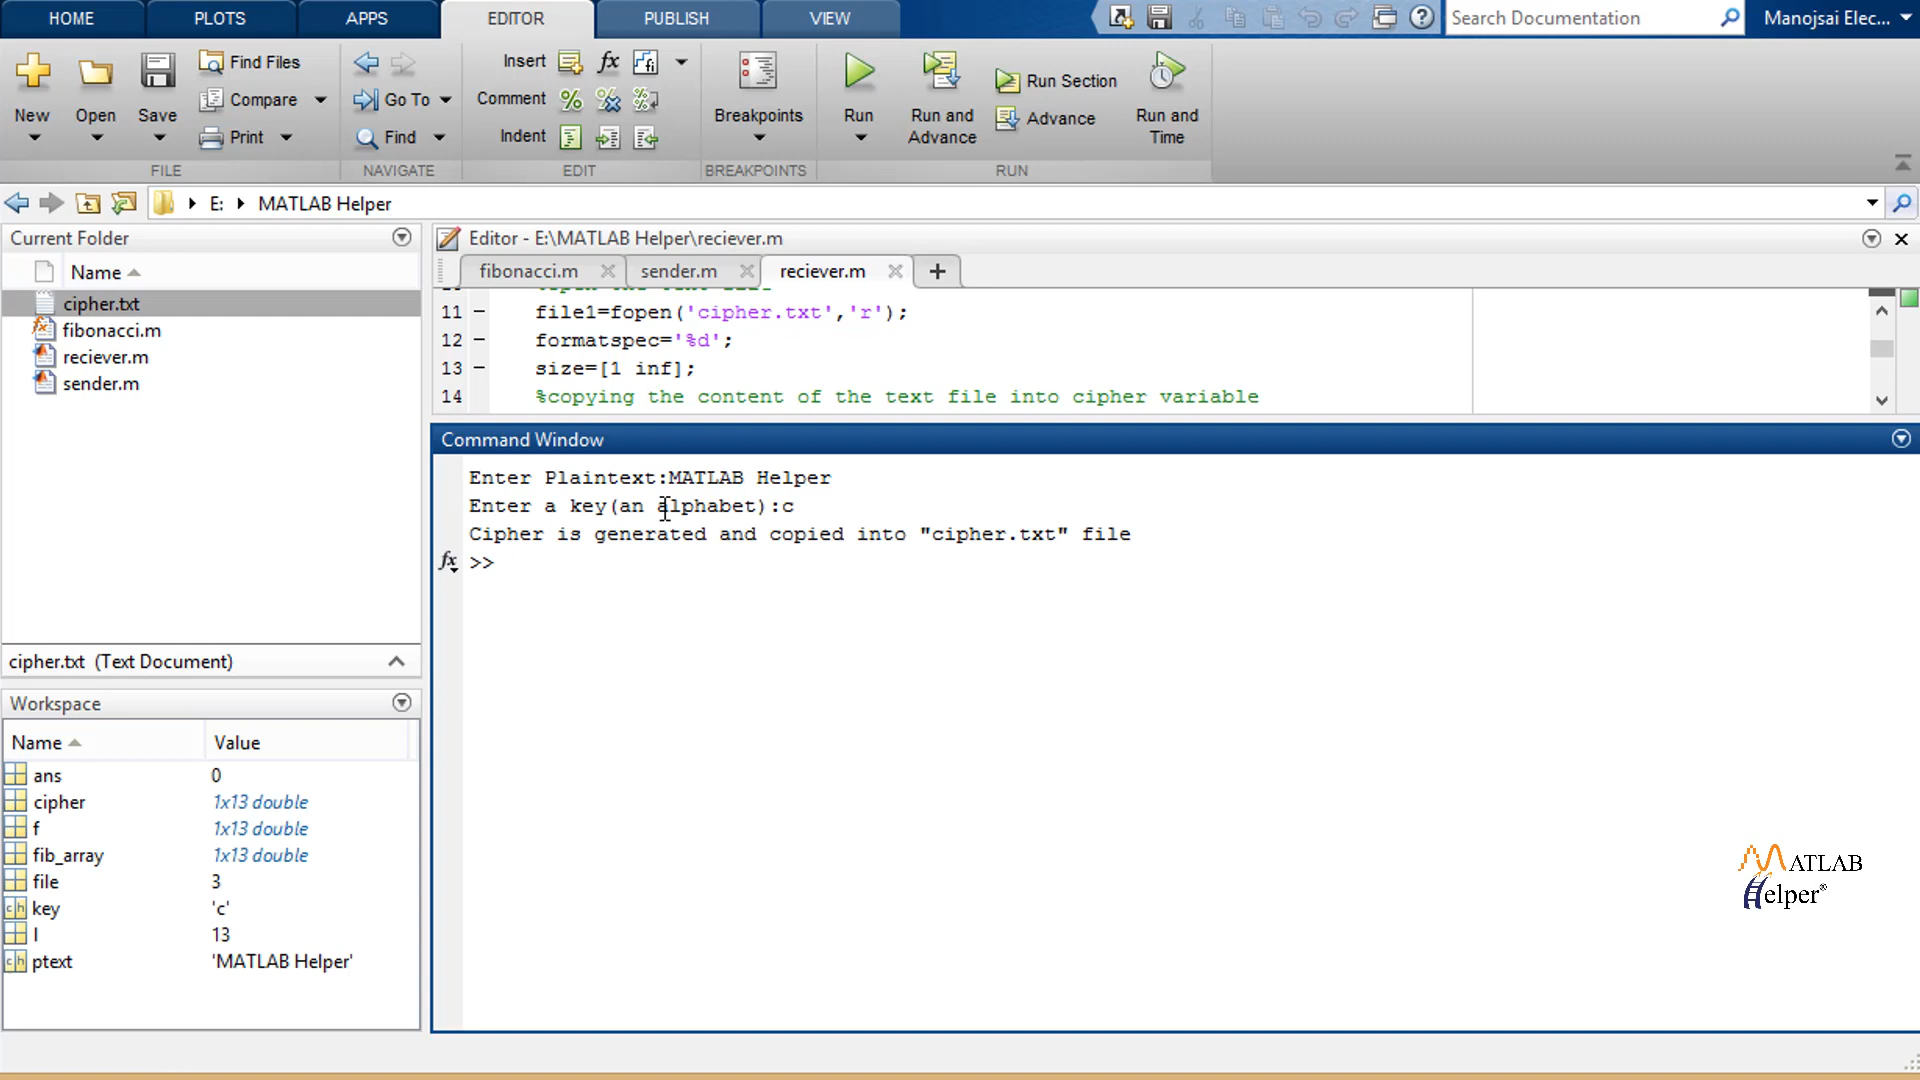 HOME PLOTS APPS EDITOR PUBLISH VIEW Search Documentation Manojsai Elec...
New Open Save Find Files Compare Print
Go To Find
Insert fx
Comment
Indent
Breakpoints
Run Run and Advance Run Section Advance Run and Time
FILE NAVIGATE EDIT BREAKPOINTS RUN
E: MATLAB Helper
Current Folder
Name
cipher.txt
fibonacci.m
reciever.m
sender.m
cipher.txt (Text Document)
Workspace
Name Value
ans 0
cipher 1x13 double
f 1x13 double
fib_array 1x13 double
file 3
key 'c'
l 13
ptext 'MATLAB Helper'
Editor - E:\MATLAB Helper\reciever.m
fibonacci.m sender.m reciever.m
11 file1=fopen('cipher.txt','r');
12 formatspec='%d';
13 size=[1 inf];
14 %copying the content of the text file into cipher variable
Command Window
Enter Plaintext:MATLAB Helper
Enter a key(an alphabet):c
Cipher is generated and copied into "cipher.txt" file
fx >>
MATLAB
Helper®